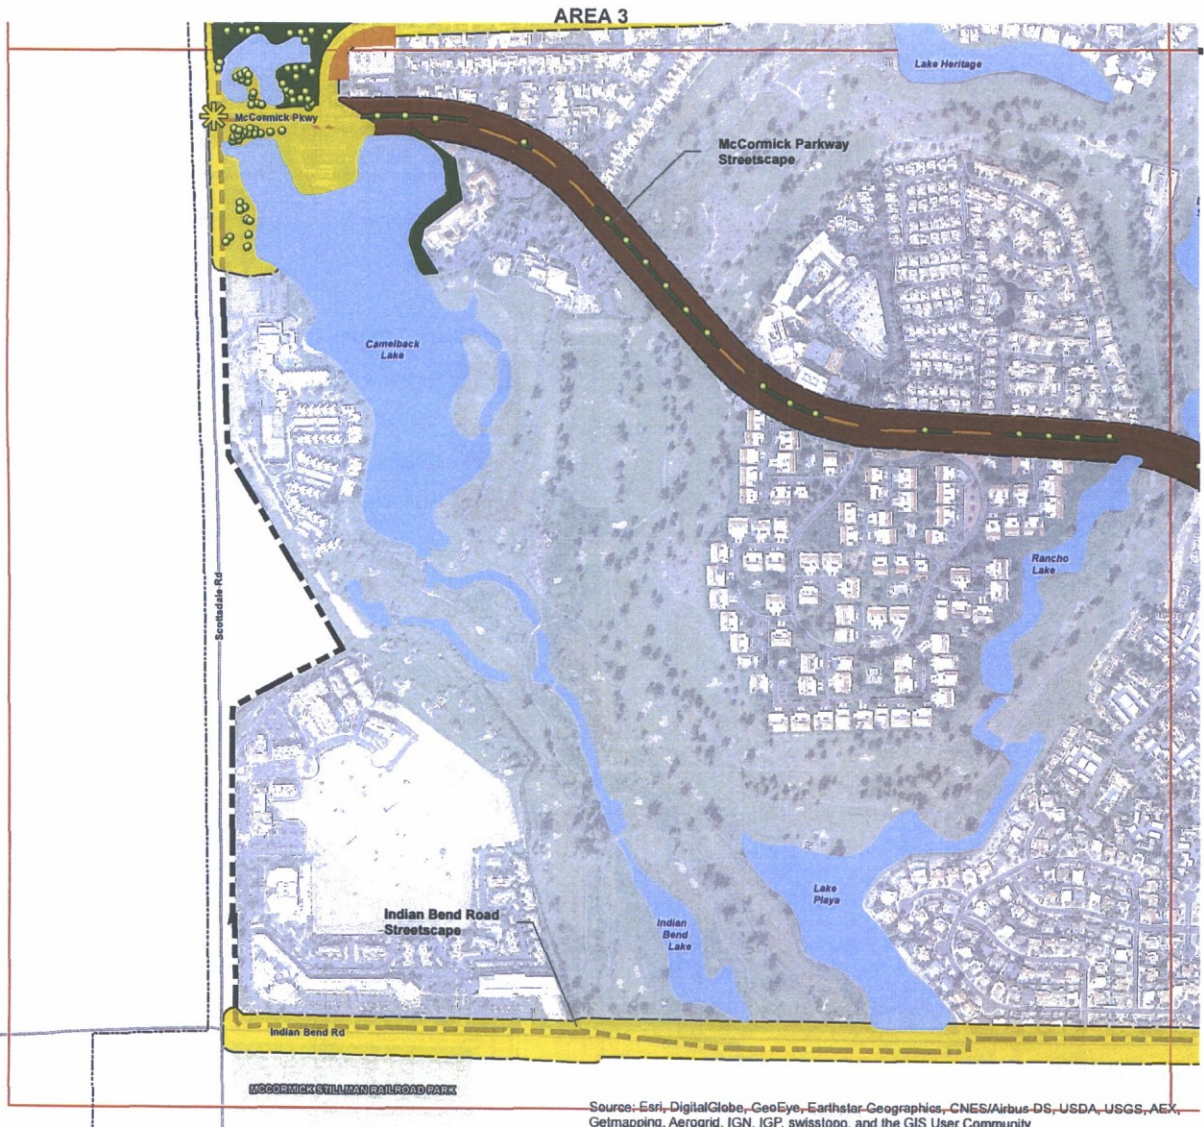 AREA 3
Lake Heritage
McCormick Pkwy
McCormick Parkway
Streetscape
Camelback
Lake
Rancho
Lake
Scottsdale Rd
Lake
Playa
Indian Bend Road
Streetscape
Indian
Bend
Lake
Indian Bend Rd
MCCORMICK STILLMAN RAILROAD PARK
Source: Esri, DigitalGlobe, GeoEye, Earthstar Geographics, CNES/Airbus DS, USDA, USGS, AEX,
Getmapping, Aerogrid, IGN, IGP, swisstopo, and the GIS User Community